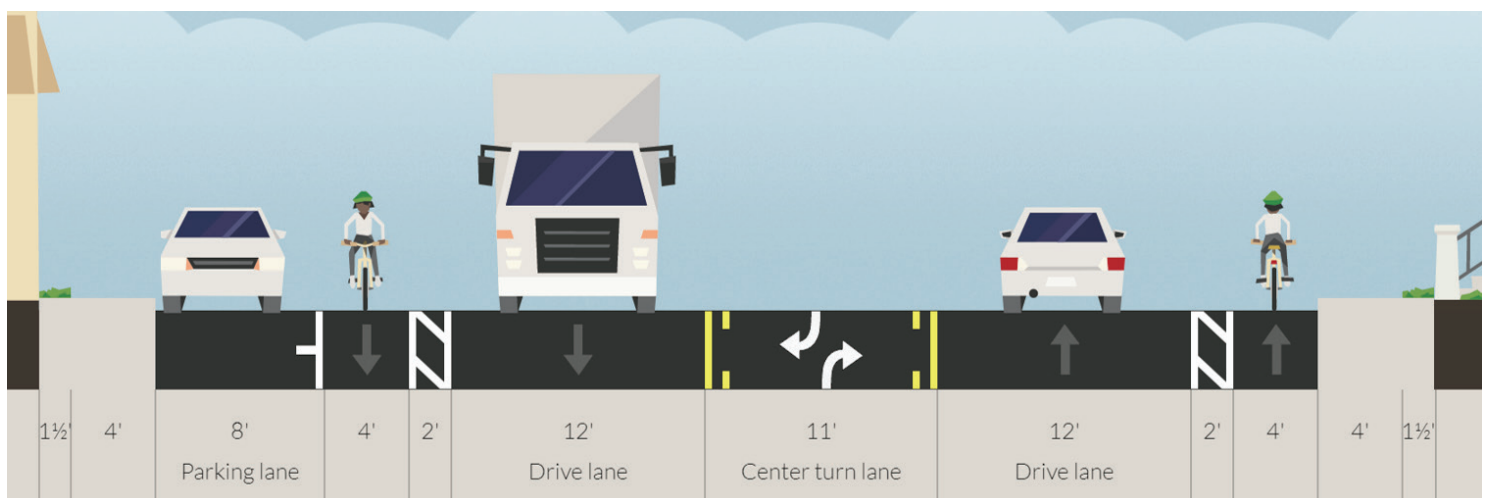 1½' 4' 8' 4' 2' 12' 11' 12' 2' 4' 4' 1½'
Parking lane Drive lane Center turn lane Drive lane